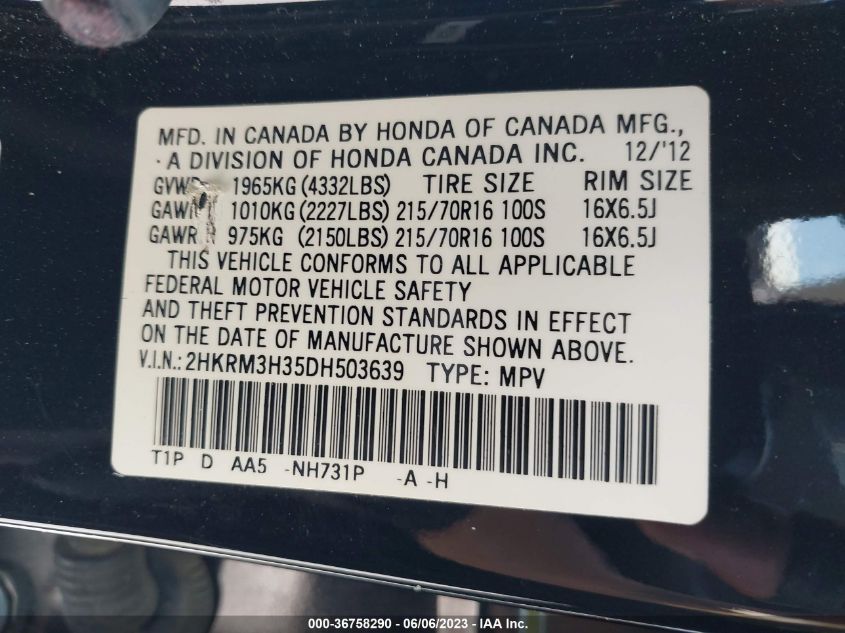 MFD. IN CANADA BY HONDA OF CANADA MFG.,
A DIVISION OF HONDA CANADA INC. 12/'12
GVWR 1965KG (4332LBS) TIRE SIZE RIM SIZE
GAWR 1010KG (2227LBS) 215/70R16 100S 16X6.5J
GAWR 975KG (2150LBS) 215/70R16 100S 16X6.5J
THIS VEHICLE CONFORMS TO ALL APPLICABLE
FEDERAL MOTOR VEHICLE SAFETY
AND THEFT PREVENTION STANDARDS IN EFFECT
ON THE DATE OF MANUFACTURE SHOWN ABOVE.
V.I.N.: 2HKRM3H35DH503639 TYPE: MPV
T1P D AA5 -NH731P -A -H
000-36758290 - 06/06/2023 - IAA Inc.